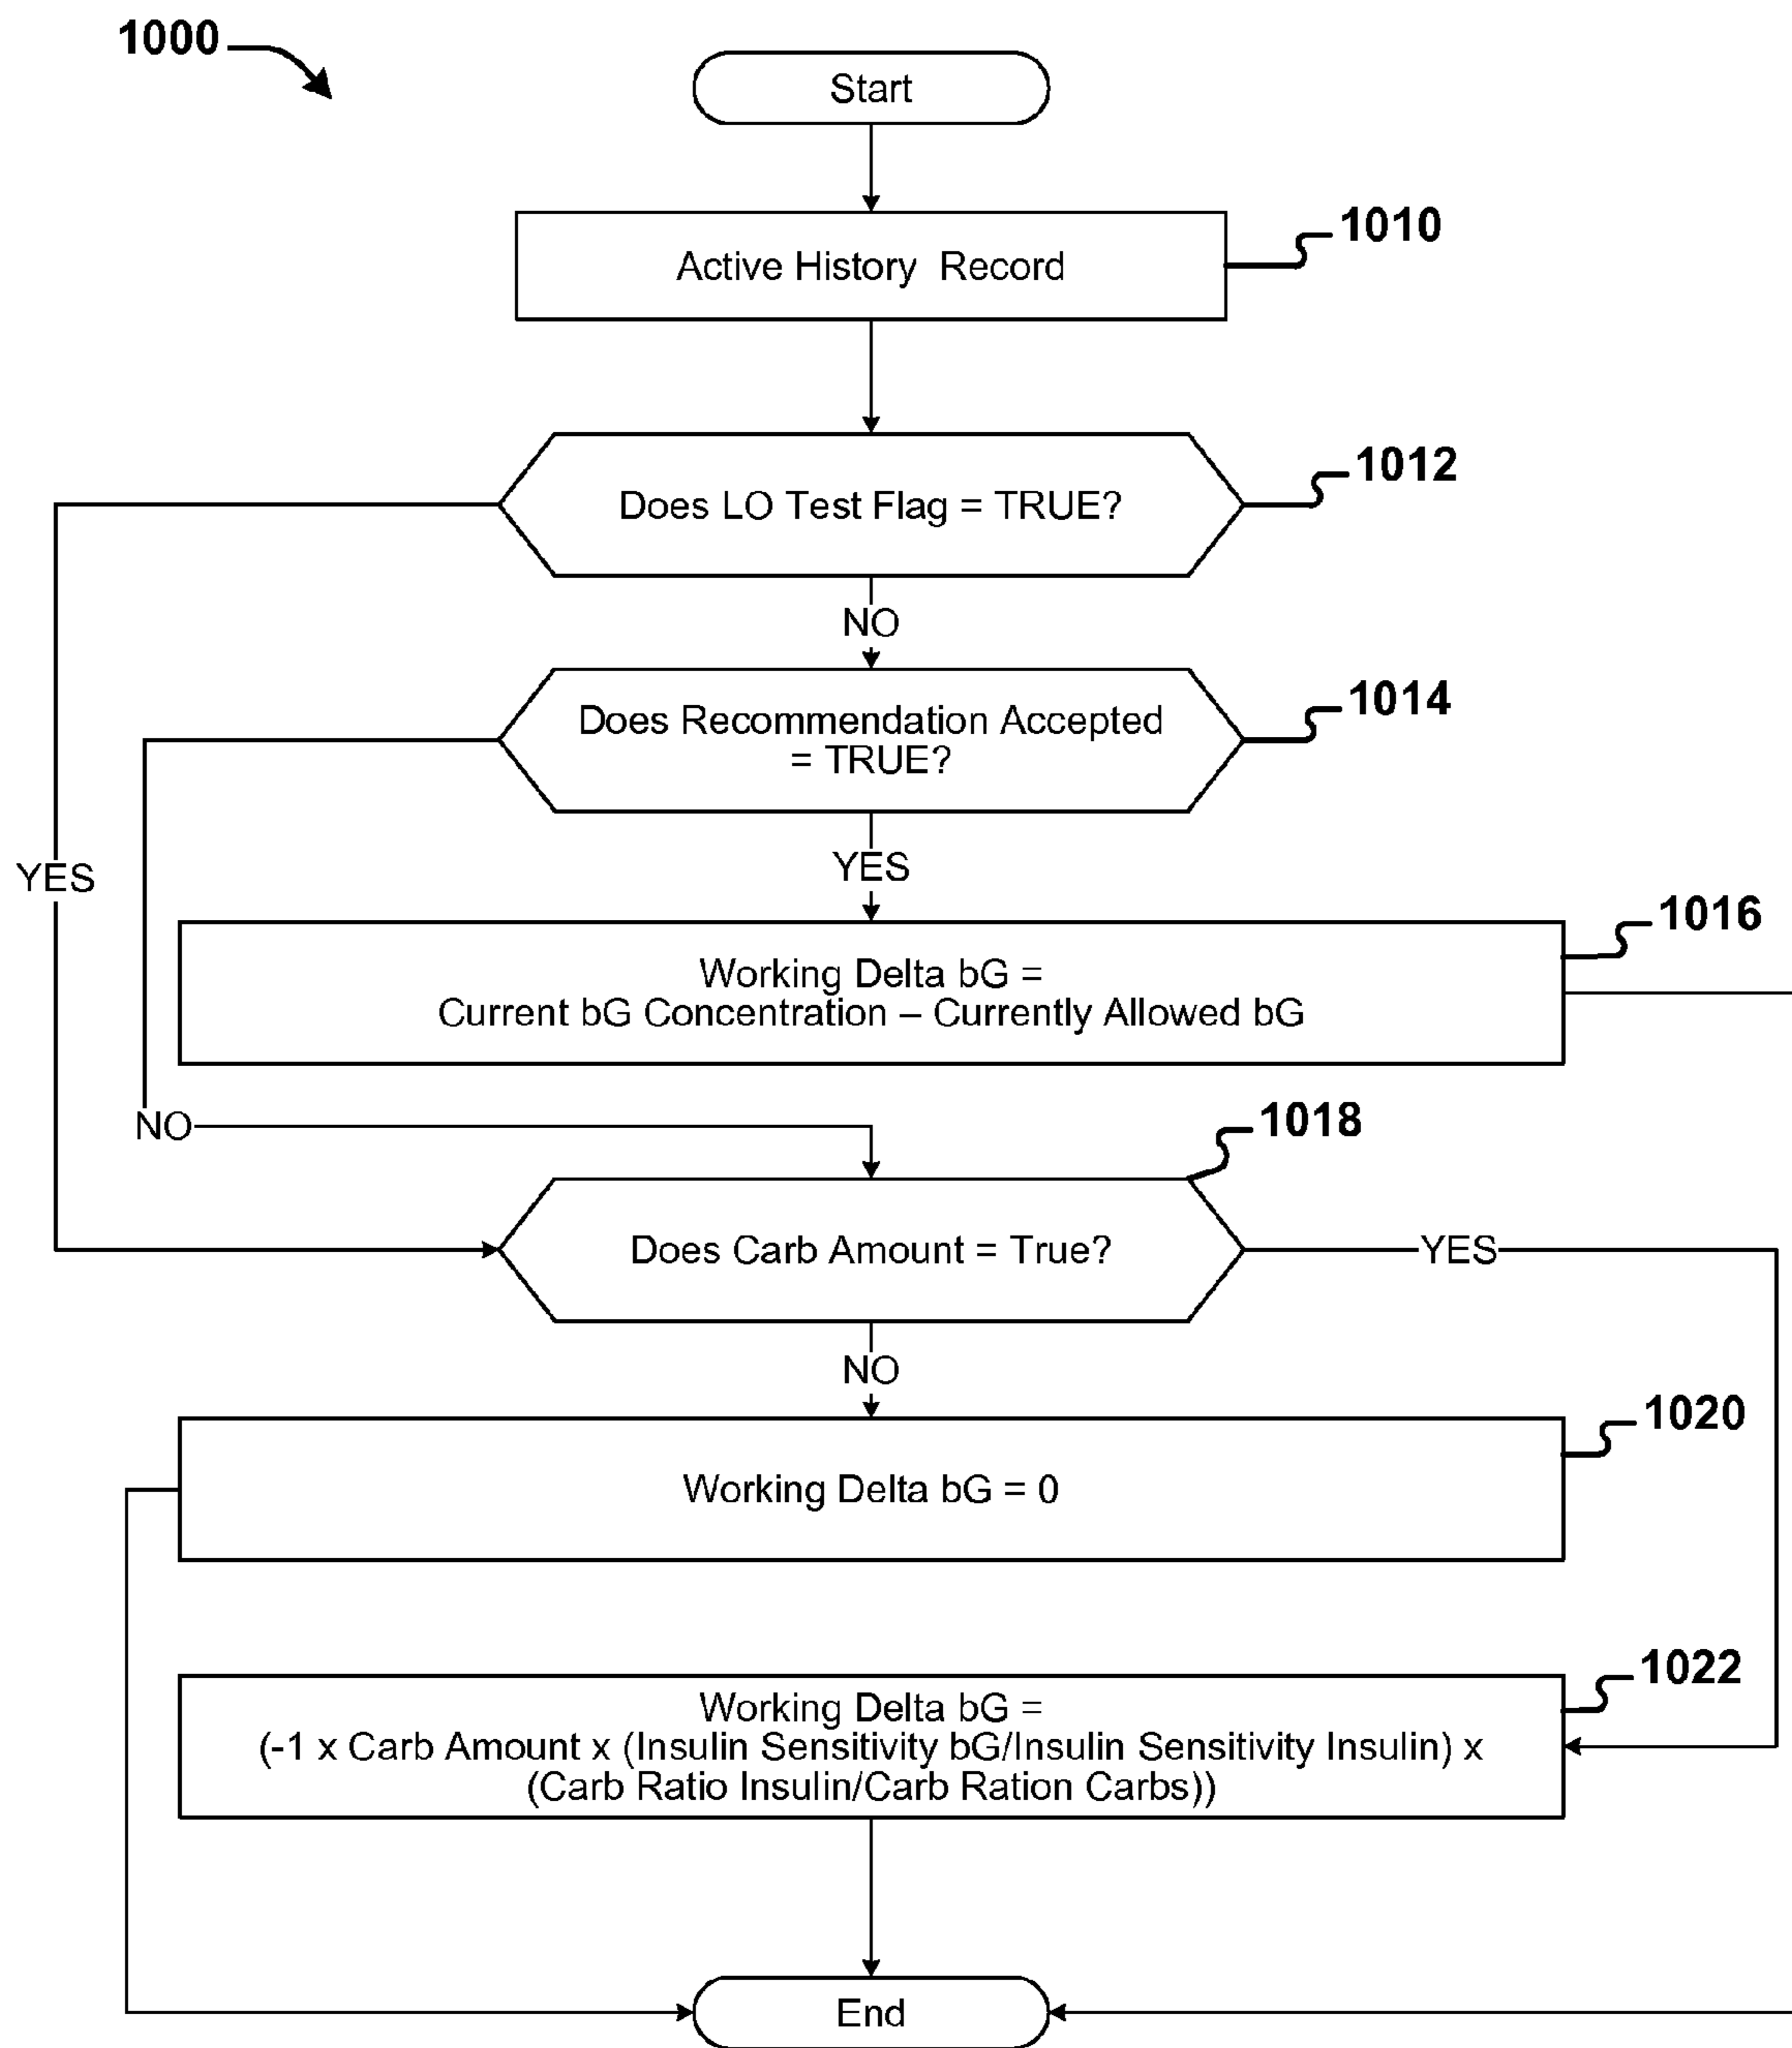 1000
Start
Active History Record
1010
Does LO Test Flag = TRUE?
1012
NO
Does Recommendation Accepted
= TRUE?
1014
YES
YES
Working Delta bG =
Current bG Concentration – Currently Allowed bG
1016
NO
1018
Does Carb Amount = True?
YES
NO
1020
Working Delta bG = 0
1022
Working Delta bG =
(-1 x Carb Amount x (Insulin Sensitivity bG/Insulin Sensitivity Insulin) x
(Carb Ratio Insulin/Carb Ration Carbs))
End